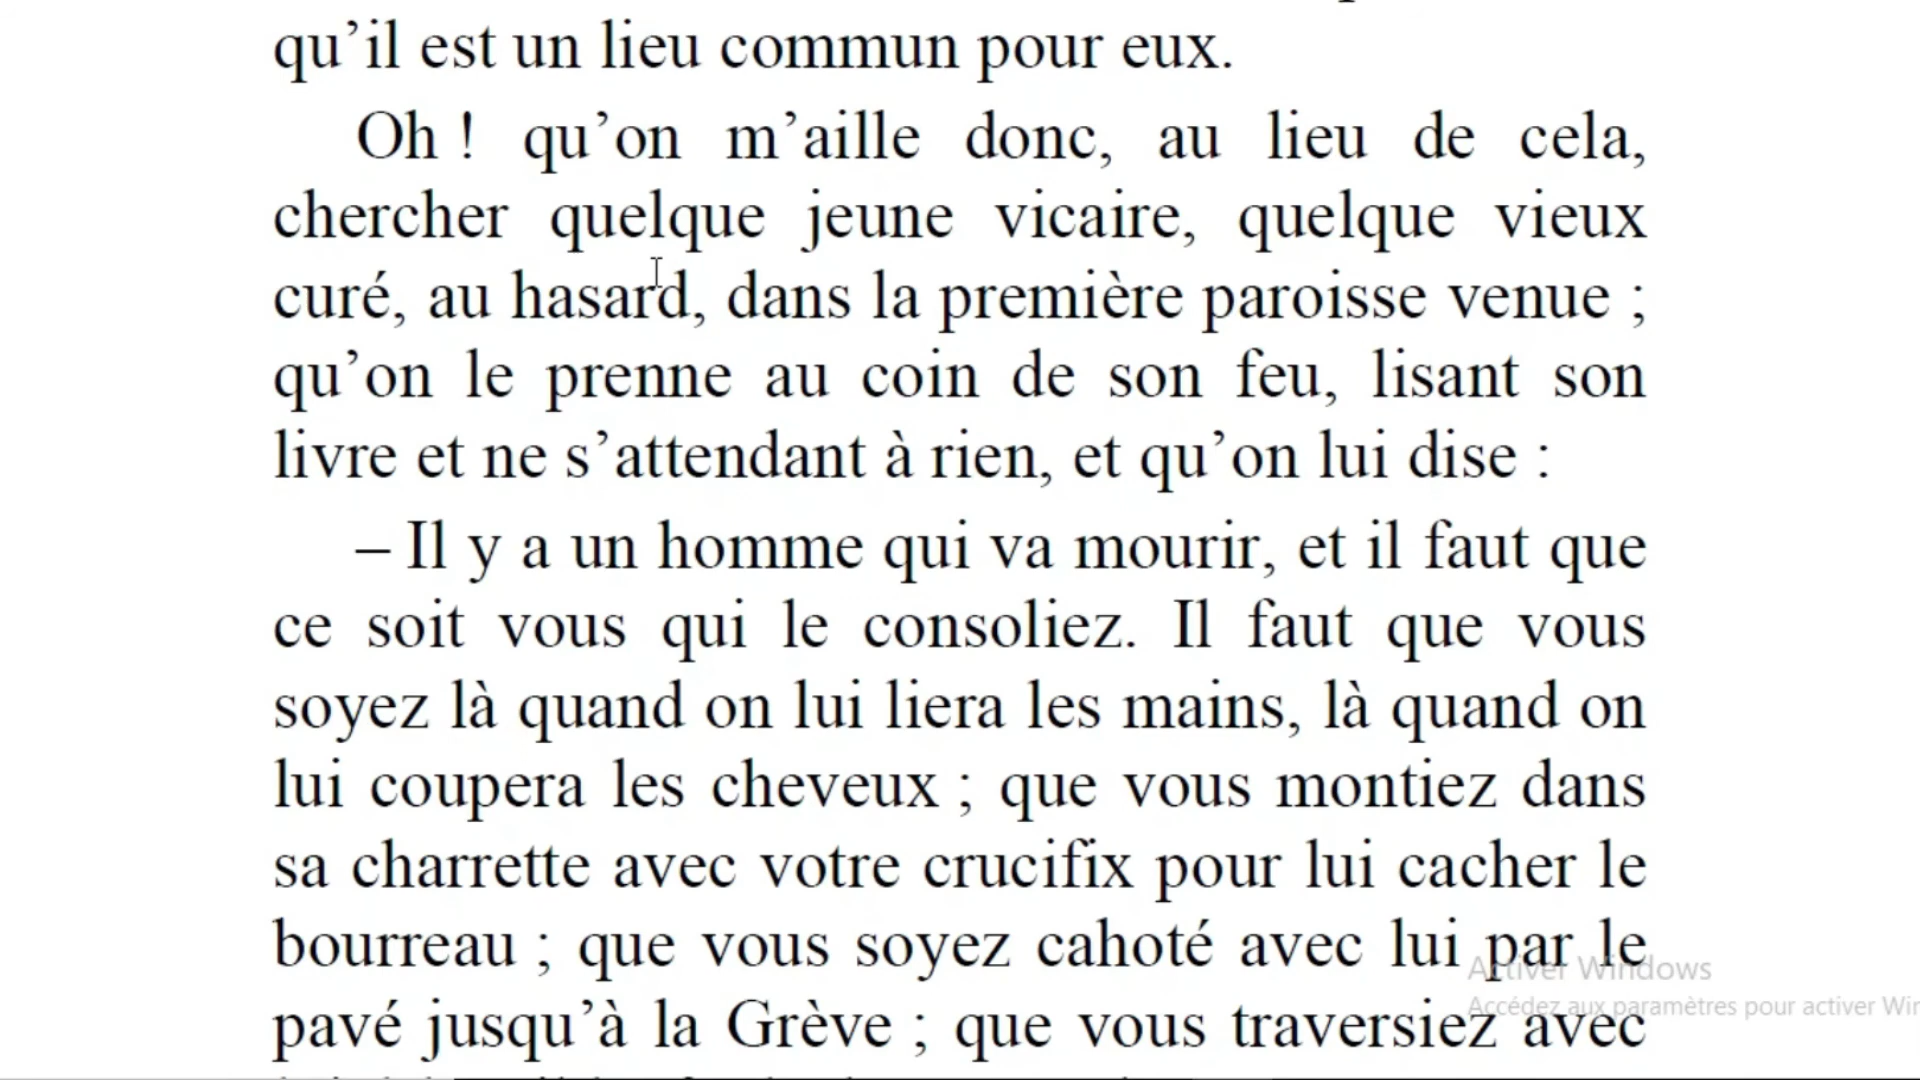 qu’il est un lieu commun pour eux.
Oh ! qu’on m’aille donc, au lieu de cela,
chercher quelque jeune vicaire, quelque vieux
curé, au hasard, dans la première paroisse venue ;
qu’on le prenne au coin de son feu, lisant son
livre et ne s’attendant à rien, et qu’on lui dise :
– Il y a un homme qui va mourir, et il faut que
ce soit vous qui le consoliez. Il faut que vous
soyez là quand on lui liera les mains, là quand on
lui coupera les cheveux ; que vous montiez dans
sa charrette avec votre crucifix pour lui cacher le
bourreau ; que vous soyez cahoté avec lui par le
Activer Windows
Accédez aux paramètres pour activer Wi
pavé jusqu’à la Grève ; que vous traversiez avec